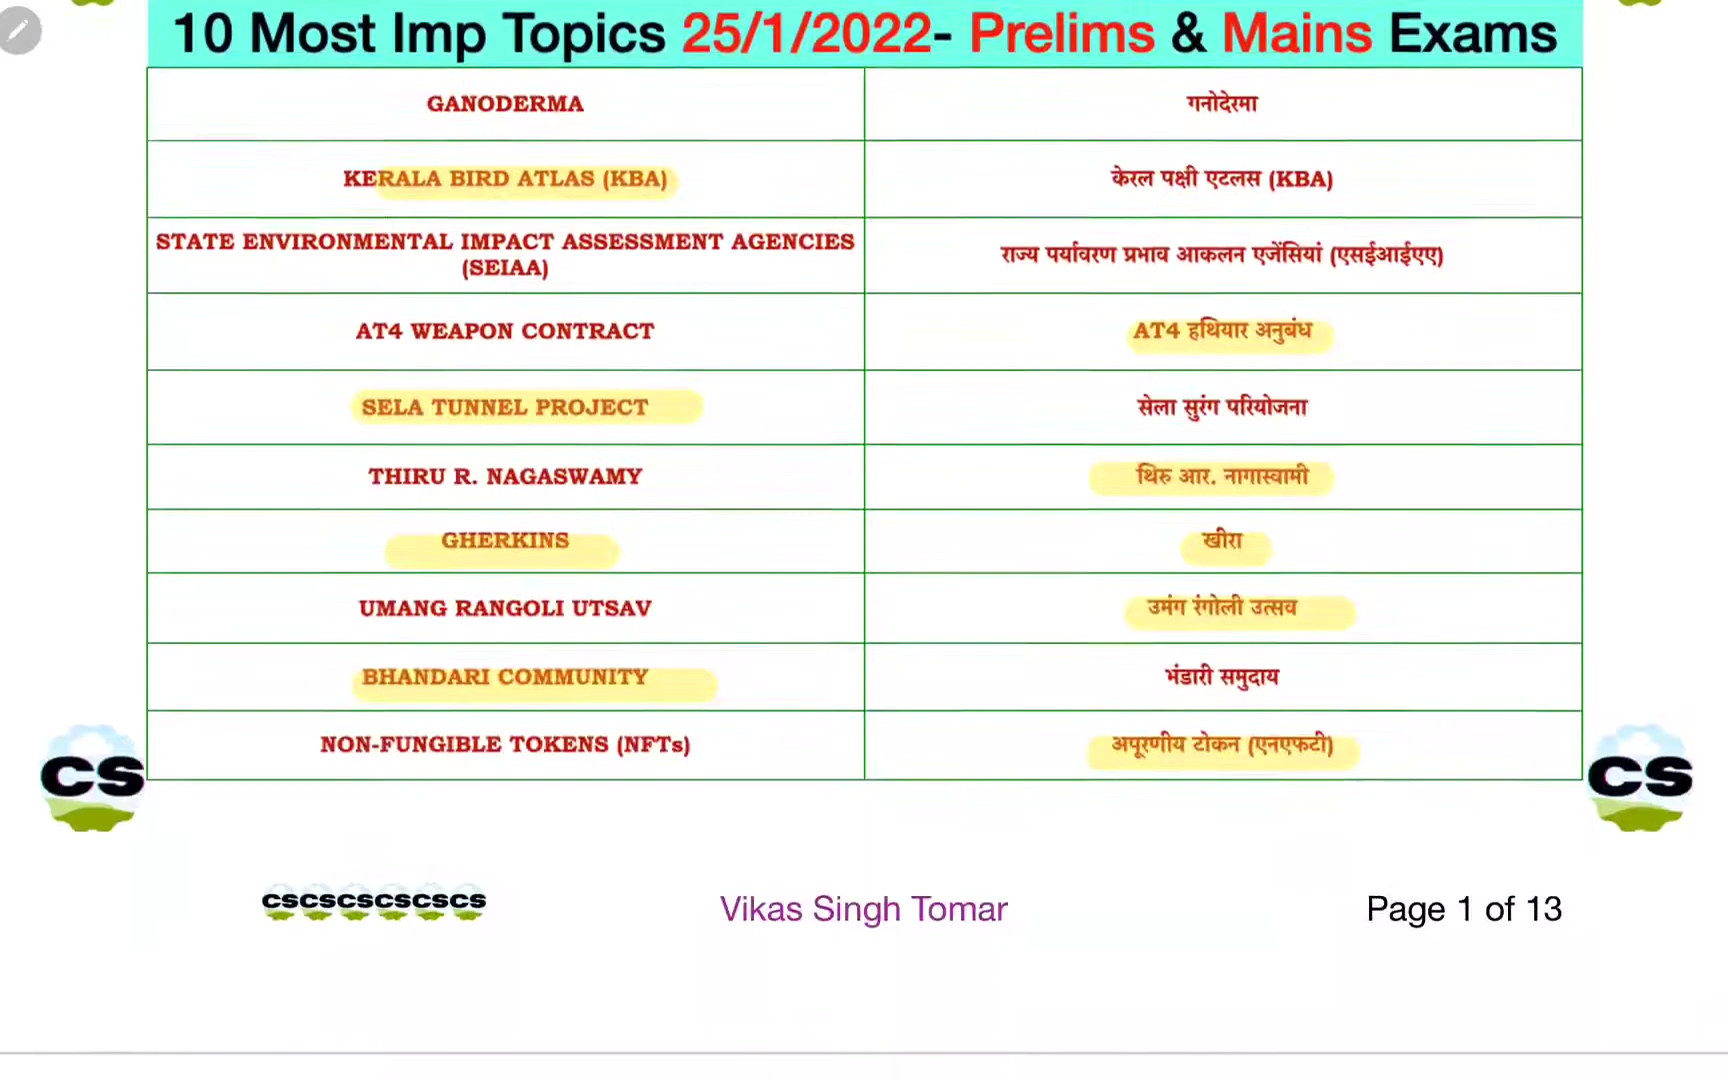 10 Most Imp Topics 25/1/2022- Prelims & Mains Exams
GANODERMA
गनोदेरमा
KERALA BIRD ATLAS (KBA)
केरल पक्षी एटलस (KBA)
STATE ENVIRONMENTAL IMPACT ASSESSMENT AGENCIES
(SEIAA)
राज्य पर्यावरण प्रभाव आकलन एजेंसियां (एसईआईएए)
AT4 WEAPON CONTRACT
AT4 हथियार अनुबंध
SELA TUNNEL PROJECT
सेला सुरंग परियोजना
THIRU R. NAGASWAMY
थिरु आर. नागास्वामी
GHERKINS
खीरा
UMANG RANGOLI UTSAV
उमंग रंगोली उत्सव
BHANDARI COMMUNITY
भंडारी समुदाय
NON-FUNGIBLE TOKENS (NFTs)
अपूरणीय टोकन (एनएफटी)
CS
CS
CSCSCSCSCSCS
Vikas Singh Tomar
Page 1 of 13